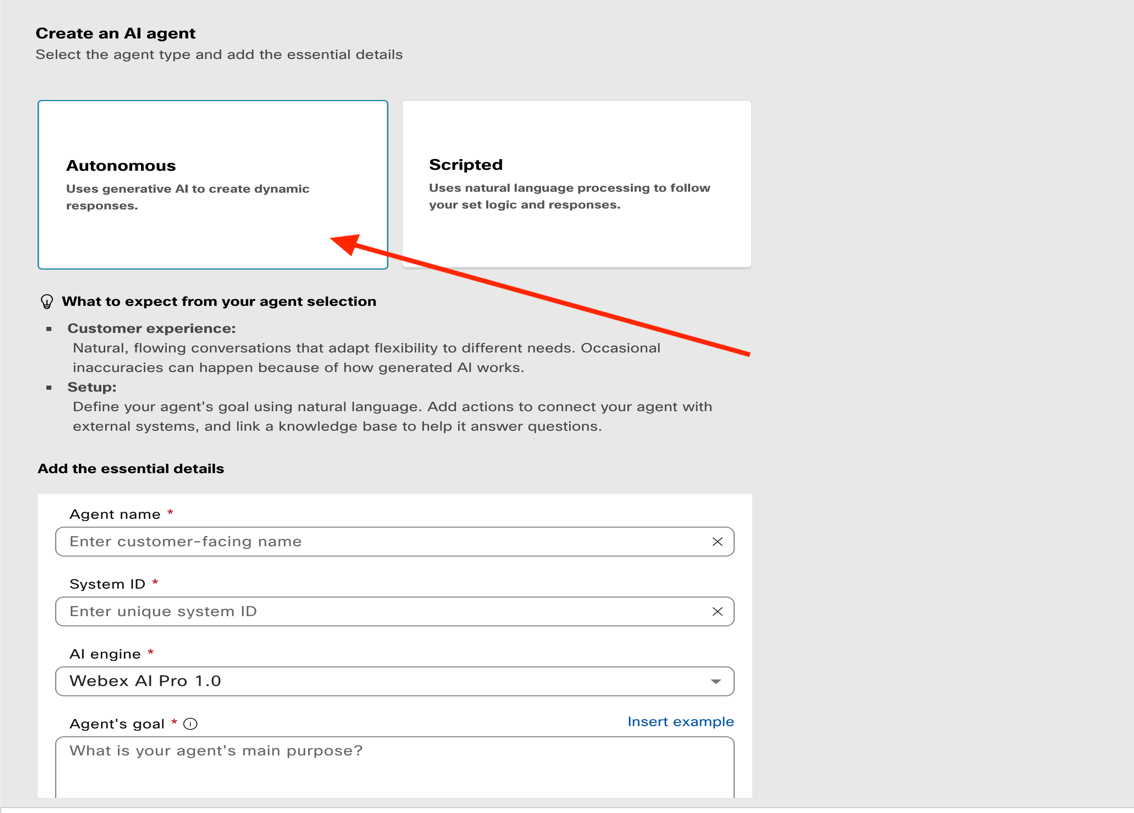 Create an AI agent
Select the agent type and add the essential details
Autonomous
Uses generative AI to create dynamic
responses.
Scripted
Uses natural language processing to follow
your set logic and responses.
What to expect from your agent selection
Customer experience:
Natural, flowing conversations that adapt flexibility to different needs. Occasional
inaccuracies can happen because of how generated AI works.
Setup:
Define your agent's goal using natural language. Add actions to connect your agent with
external systems, and link a knowledge base to help it answer questions.
Add the essential details
Agent name *
Enter customer-facing name
System ID *
Enter unique system ID
AI engine *
Webex AI Pro 1.0
Agent's goal * Insert example
What is your agent's main purpose?